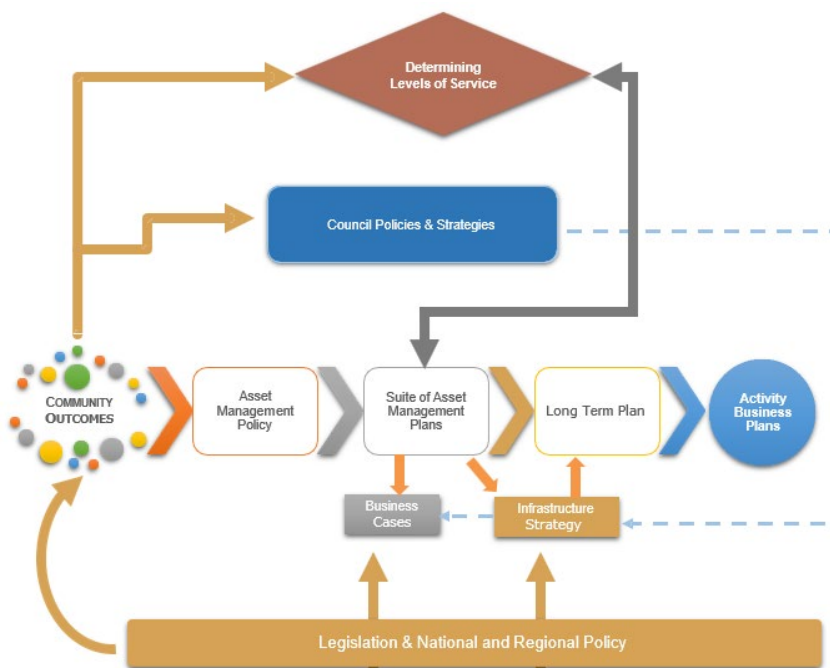 Determining
Levels of Service
Council Policies & Strategies
COMMUNITY
OUTCOMES
Asset
Management
Policy
Suite of Asset
Management
Plans
Long Term Plan
Activity
Business
Plans
Business
Cases
Infrastructure
Strategy
Legislation & National and Regional Policy